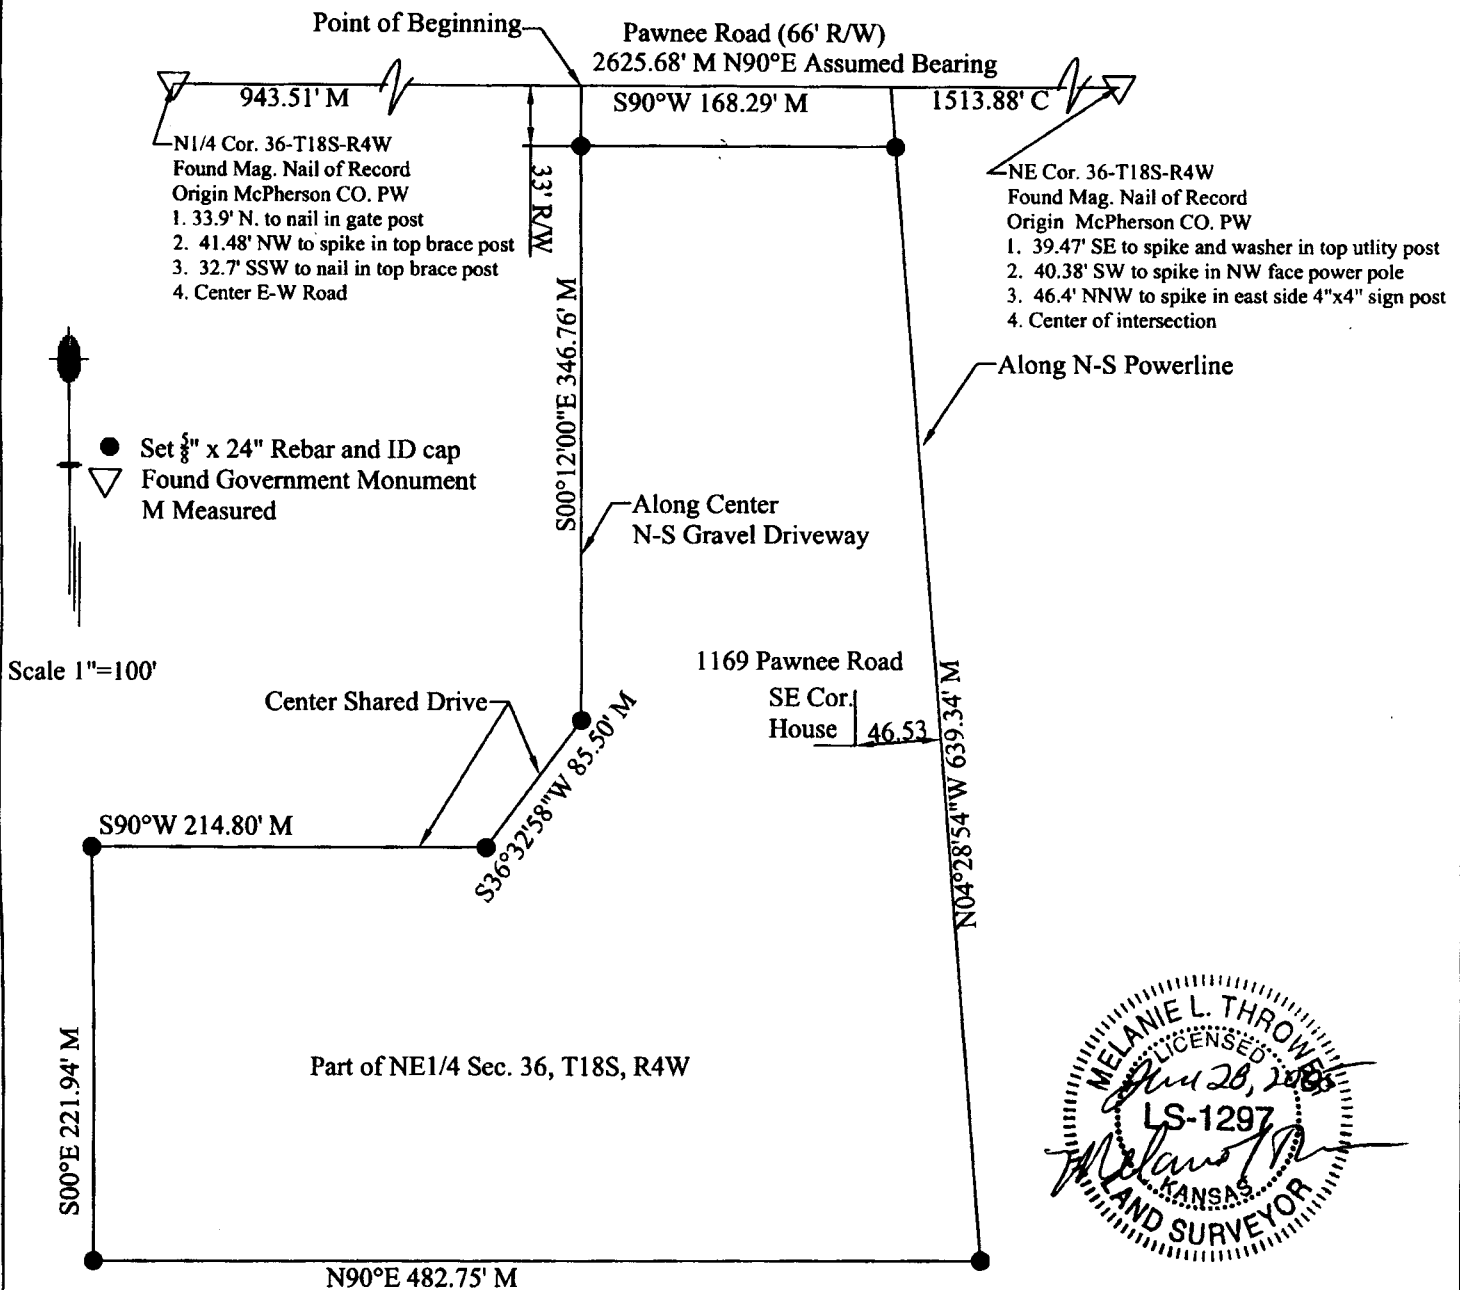 Point of Beginning
Pawnee Road (66' R/W)
2625.68' M N90°E Assumed Bearing
943.51' M
S90°W 168.29' M
1513.88' C
N1/4 Cor. 36-T18S-R4W
Found Mag. Nail of Record
Origin McPherson CO. PW
1. 33.9' N. to nail in gate post
2. 41.48' NW to spike in top brace post
3. 32.7' SSW to nail in top brace post
4. Center E-W Road
33' R/W
NE Cor. 36-T18S-R4W
Found Mag. Nail of Record
Origin McPherson CO. PW
1. 39.47' SE to spike and washer in top utlity post
2. 40.38' SW to spike in NW face power pole
3. 46.4' NNW to spike in east side 4"x4" sign post
4. Center of intersection
S00°12'00"E 346.76' M
Along N-S Powerline
Set 5/8" x 24" Rebar and ID cap
Found Government Monument
M Measured
Along Center
N-S Gravel Driveway
Scale 1"=100'
1169 Pawnee Road
SE Cor.
House
46.53
Center Shared Drive
S36°32'58"W 85.50' M
N04°28'54"W 639.34' M
S90°W 214.80' M
S00°E 221.94' M
Part of NE1/4 Sec. 36, T18S, R4W
N90°E 482.75' M
MELANIE L. THROWER
LICENSED
LS-1297
KANSAS
LAND SURVEYOR